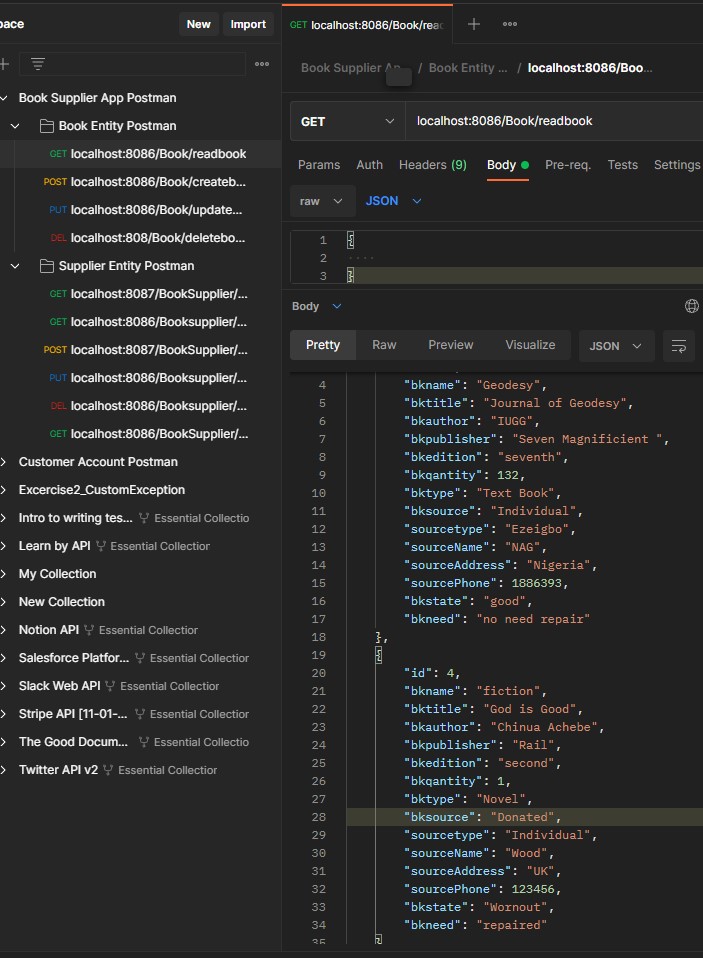 pace
New Import
Book Supplier App Postman
Book Entity Postman
GET localhost:8086/Book/readbook
POST localhost:8086/Book/createb...
PUT localhost:8086/Book/update...
DEL localhost:808/Book/deletebo...
Supplier Entity Postman
GET localhost:8087/BookSupplier/...
GET localhost:8086/Booksupplier/...
POST localhost:8087/BookSupplier/...
PUT localhost:8086/Booksupplier/...
DEL localhost:8086/Booksupplier/...
GET localhost:8086/BookSupplier/...
Customer Account Postman
Excercise2_CustomException
Intro to writing tes... Essential Collectio
Learn by API Essential Collection
My Collection
New Collection
Notion API Essential Collection
Salesforce Platfor... Essential Collection
Slack Web API Essential Collection
Stripe API [11-01-... Essential Collection
The Good Docum... Essential Collectio
Twitter API v2 Essential Collection
GET localhost:8086/Book/read
Book Supplier Ap / Book Entity ... / localhost:8086/Boo...
GET localhost:8086/Book/readbook
Params Auth Headers (9) Body Pre-req. Tests Settings
raw JSON
1 {
2 ....
3 }
Body
Pretty Raw Preview Visualize JSON
4 "bkname": "Geodesy",
5 "bktitle": "Journal of Geodesy",
6 "bkauthor": "IUGG",
7 "bkpublisher": "Seven Magnificient ",
8 "bkedition": "seventh",
9 "bkqantity": 132,
10 "bktype": "Text Book",
11 "bksource": "Individual",
12 "sourcetype": "Ezeigbo",
13 "sourceName": "NAG",
14 "sourceAddress": "Nigeria",
15 "sourcePhone": 1886393,
16 "bkstate": "good",
17 "bkneed": "no need repair"
18 },
19 {
20 "id": 4,
21 "bkname": "fiction",
22 "bktitle": "God is Good",
23 "bkauthor": "Chinua Achebe",
24 "bkpublisher": "Rail",
25 "bkedition": "second",
26 "bkqantity": 1,
27 "bktype": "Novel",
28 "bksource": "Donated",
29 "sourcetype": "Individual",
30 "sourceName": "Wood",
31 "sourceAddress": "UK",
32 "sourcePhone": 123456,
33 "bkstate": "Wornout",
34 "bkneed": "repaired"
35 }